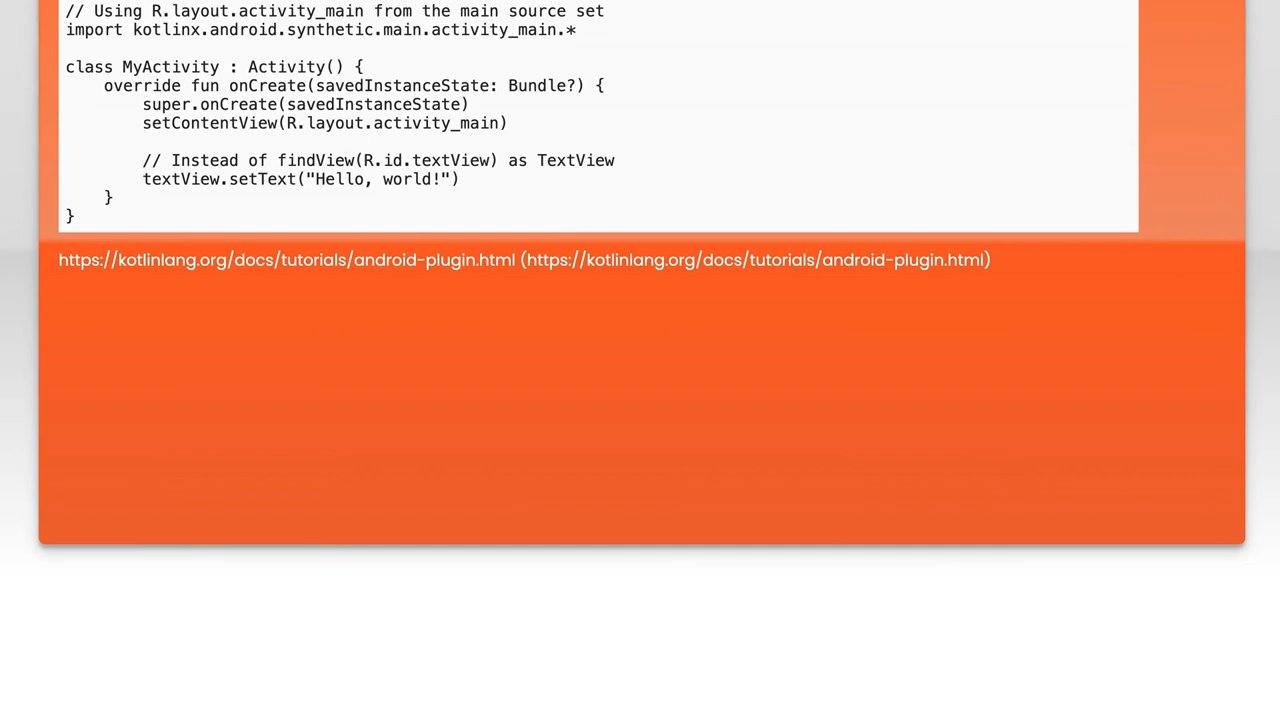 // Using R.layout.activity_main from the main source set
import kotlinx.android.synthetic.main.activity_main.*
class MyActivity : Activity() {
override fun onCreate(savedInstanceState: Bundle?) {
super.onCreate(savedInstanceState)
setContentView(R.layout.activity_main)
// Instead of findView(R.id.textView) as TextView
textView.setText("Hello, world!")
}
}
https://kotlinlang.org/docs/tutorials/android-plugin.html (https://kotlinlang.org/docs/tutorials/android-plugin.html)